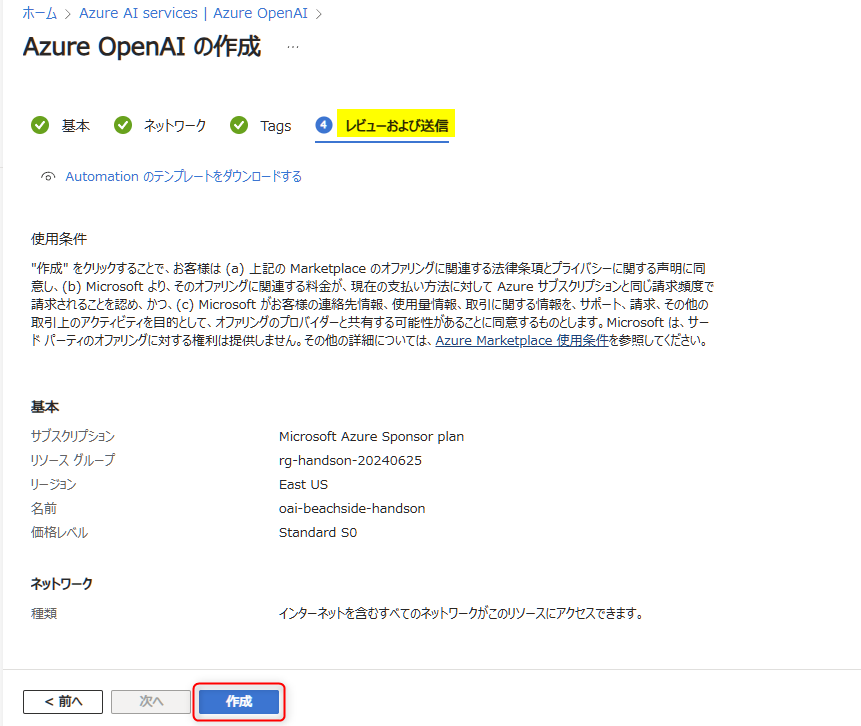 ホーム > Azure AI services | Azure OpenAI >
Azure OpenAI の作成 ...
基本 ネットワーク Tags 4 レビューおよび送信
Automation のテンプレートをダウンロードする
使用条件
"作成" をクリックすることで、お客様は (a) 上記の Marketplace のオファリングに関連する法律条項とプライバシーに関する声明に同
意し、(b) Microsoft より、そのオファリングに関連する料金が、現在の支払い方法に対して Azure サブスクリプションと同じ請求頻度で
請求されることを認め、かつ、(c) Microsoft がお客様の連絡先情報、使用量情報、取引に関する情報を、サポート、請求、その他の
取引上のアクティビティを目的として、オファリングのプロバイダーと共有する可能性があることに同意するものとします。Microsoft は、サー
ド パーティのオファリングに対する権利は提供しません。その他の詳細については、Azure Marketplace 使用条件を参照してください。
基本
サブスクリプション Microsoft Azure Sponsor plan
リソース グループ rg-handson-20240625
リージョン East US
名前 oai-beachside-handson
価格レベル Standard S0
ネットワーク
種類 インターネットを含むすべてのネットワークがこのリソースにアクセスできます。
< 前へ 次へ 作成